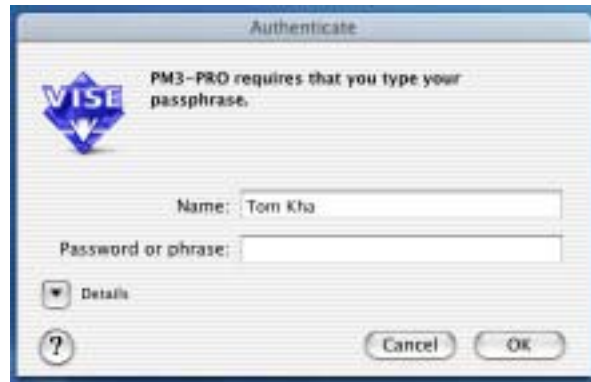 Authenticate
VISE
PM3-PRO requires that you type your
passphrase.
Name: Tom Kha
Password or phrase:
Details
?
Cancel
OK